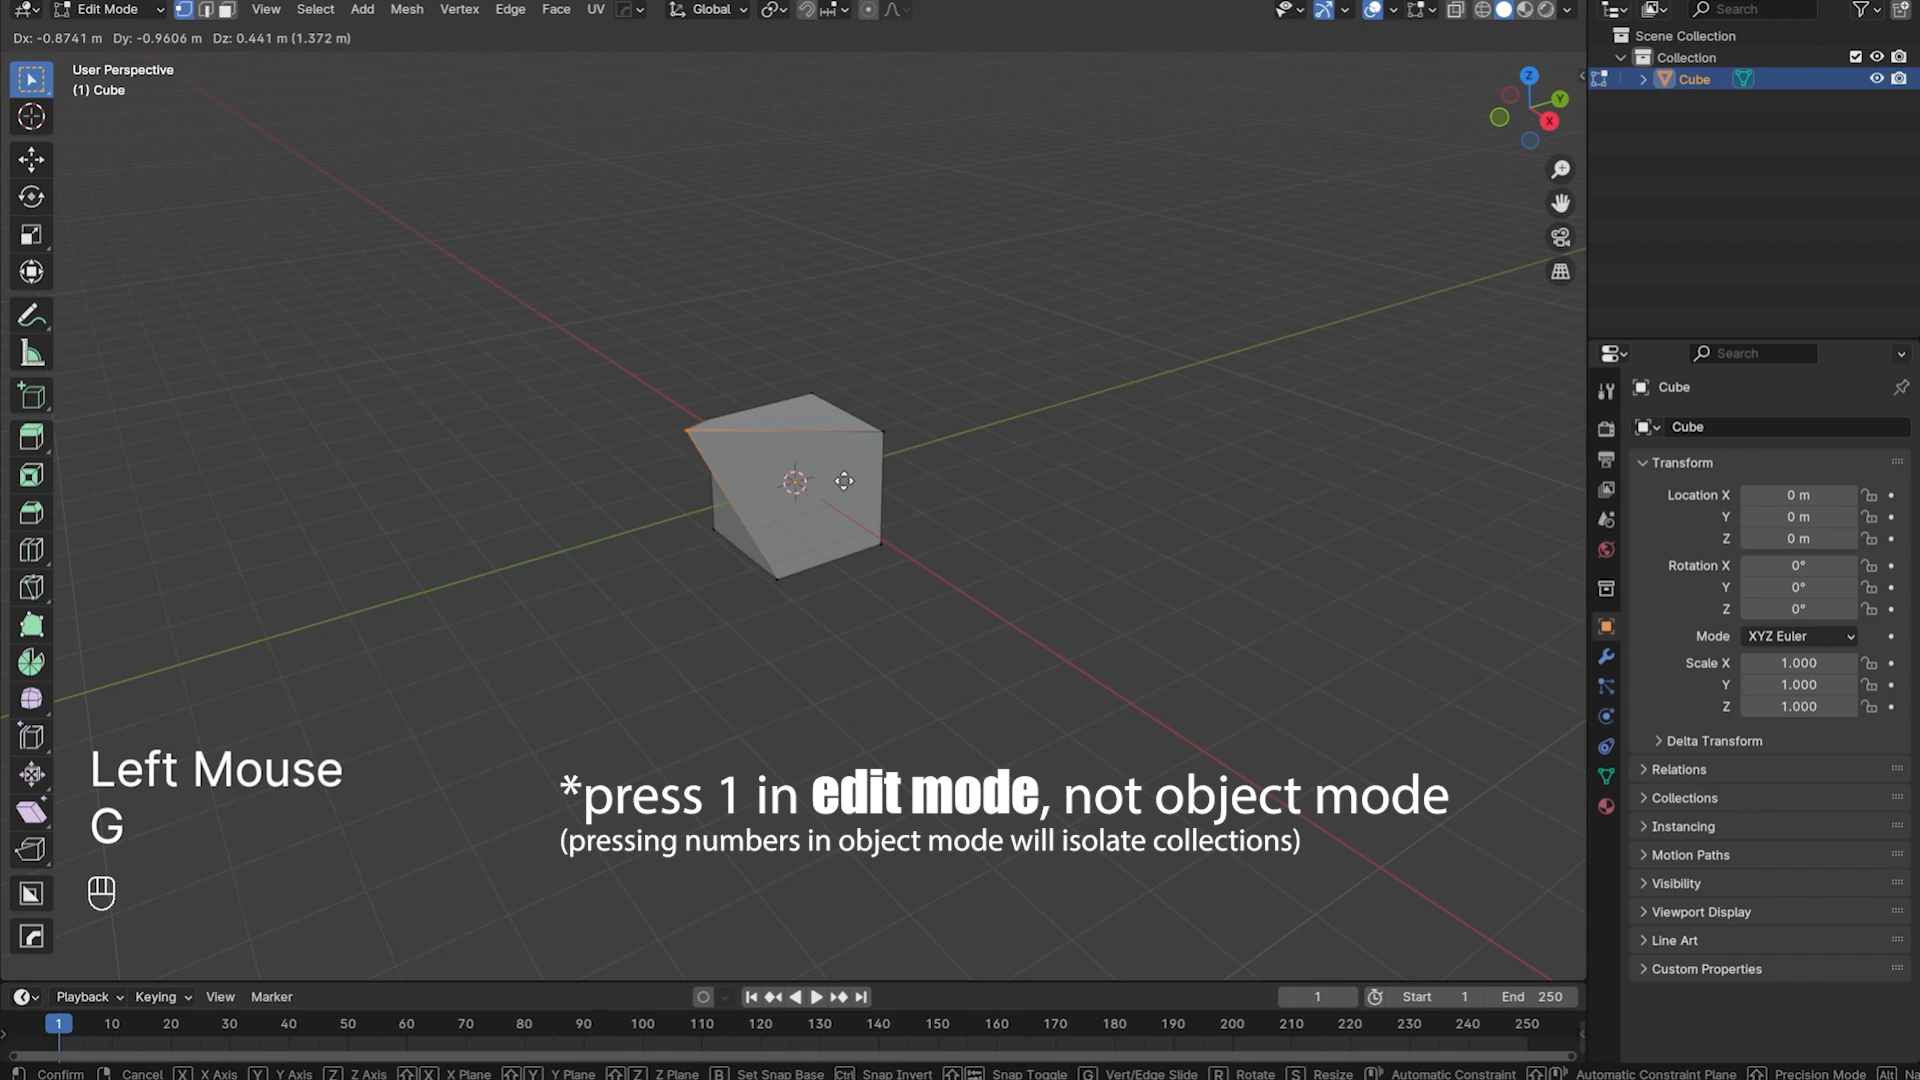 Edit Mode View Select Add Mesh Vertex Edge Face UV Global
Search
Dx: -0.8741 m Dy: -0.9606 m Dz: 0.441 m (1.372 m)
User Perspective
(1) Cube
Z
Y
X
Scene Collection
Collection
Cube
Search
Cube
Cube
Transform
Location X 0 m
Y 0 m
Z 0 m
Rotation X 0°
Y 0°
Z 0°
Mode XYZ Euler
Scale X 1.000
Y 1.000
Z 1.000
Delta Transform
Relations
Collections
Instancing
Motion Paths
Visibility
Viewport Display
Line Art
Custom Properties
Left Mouse
G
*press 1 in edit mode, not object mode
(pressing numbers in object mode will isolate collections)
Playback Keying View Marker 1 Start 1 End 250
1 10 20 30 40 50 60 70 80 90 100 110 120 130 140 150 160 170 180 190 200 210 220 230 240 250
Confirm Cancel X X Axis Y Y Axis Z Z Axis X X Plane Y Y Plane Z Z Plane B Set Snap Base Ctrl Snap Invert Snap Toggle G Vert/Edge Slide R Rotate S Resize Automatic Constraint Automatic Constraint Plane Precision Mode Alt Na